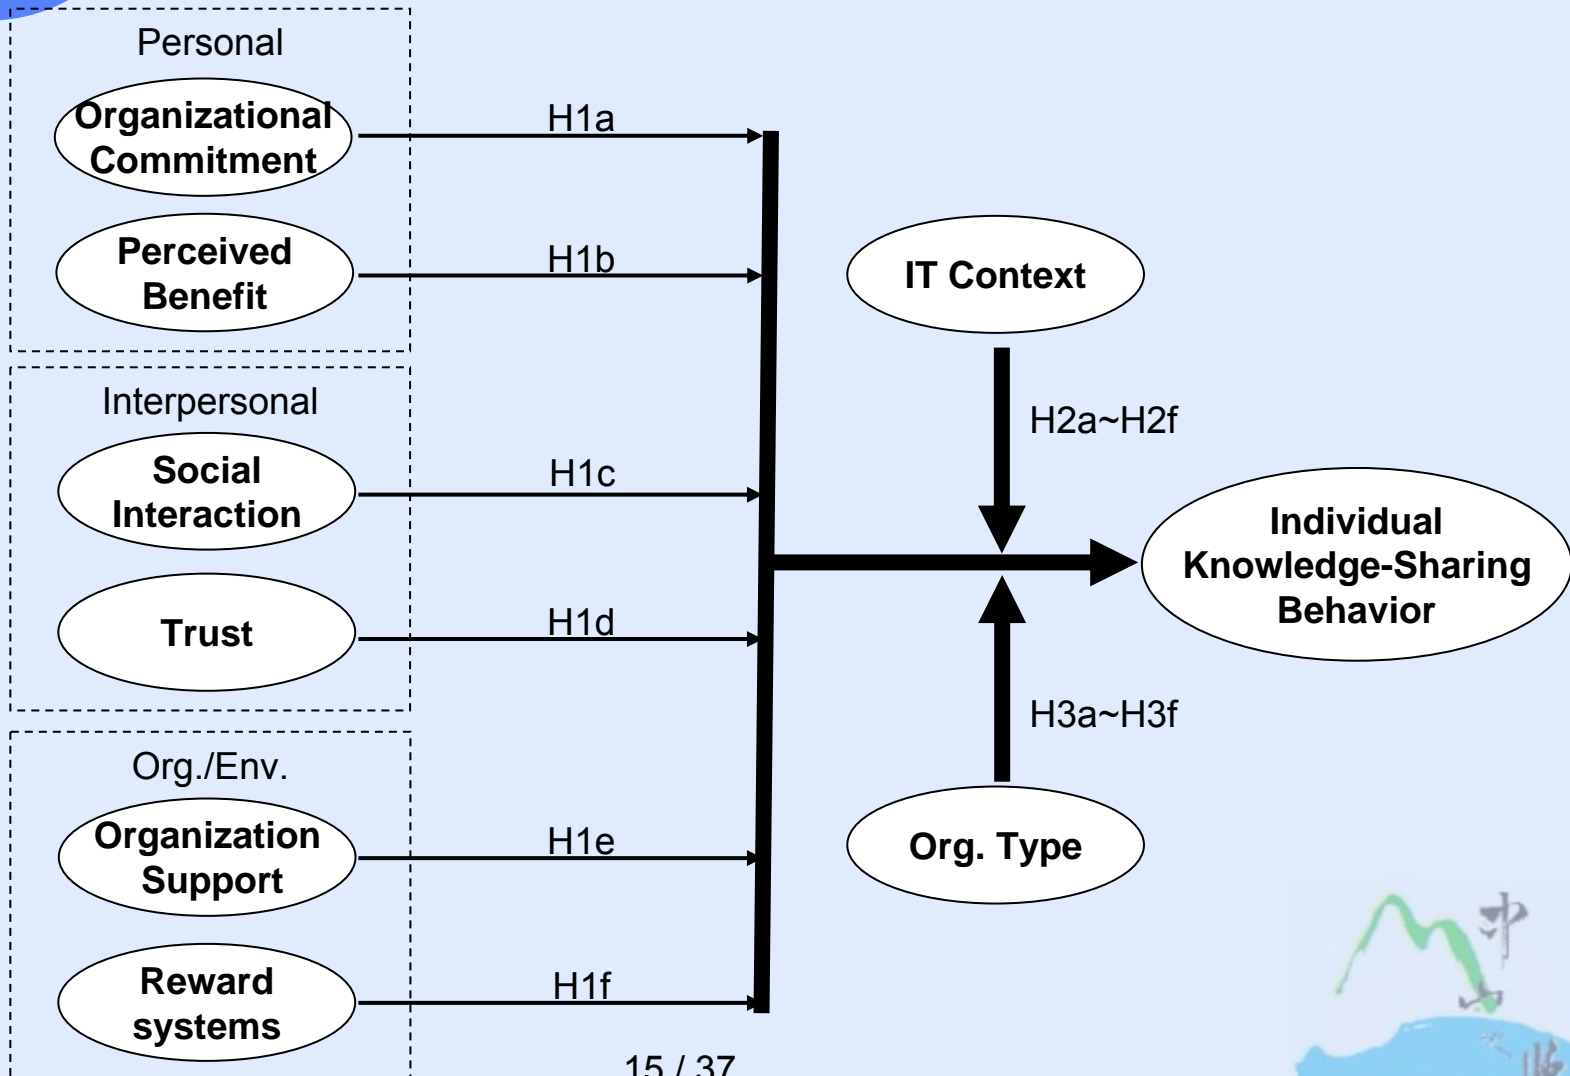 Personal
Organizational
Commitment
H1a
Perceived
Benefit
H1b
Interpersonal
Social
Interaction
H1c
Trust
H1d
Org./Env.
Organization
Support
H1e
Reward
systems
H1f
IT Context
H2a~H2f
Individual
Knowledge-Sharing
Behavior
H3a~H3f
Org. Type
15 / 37